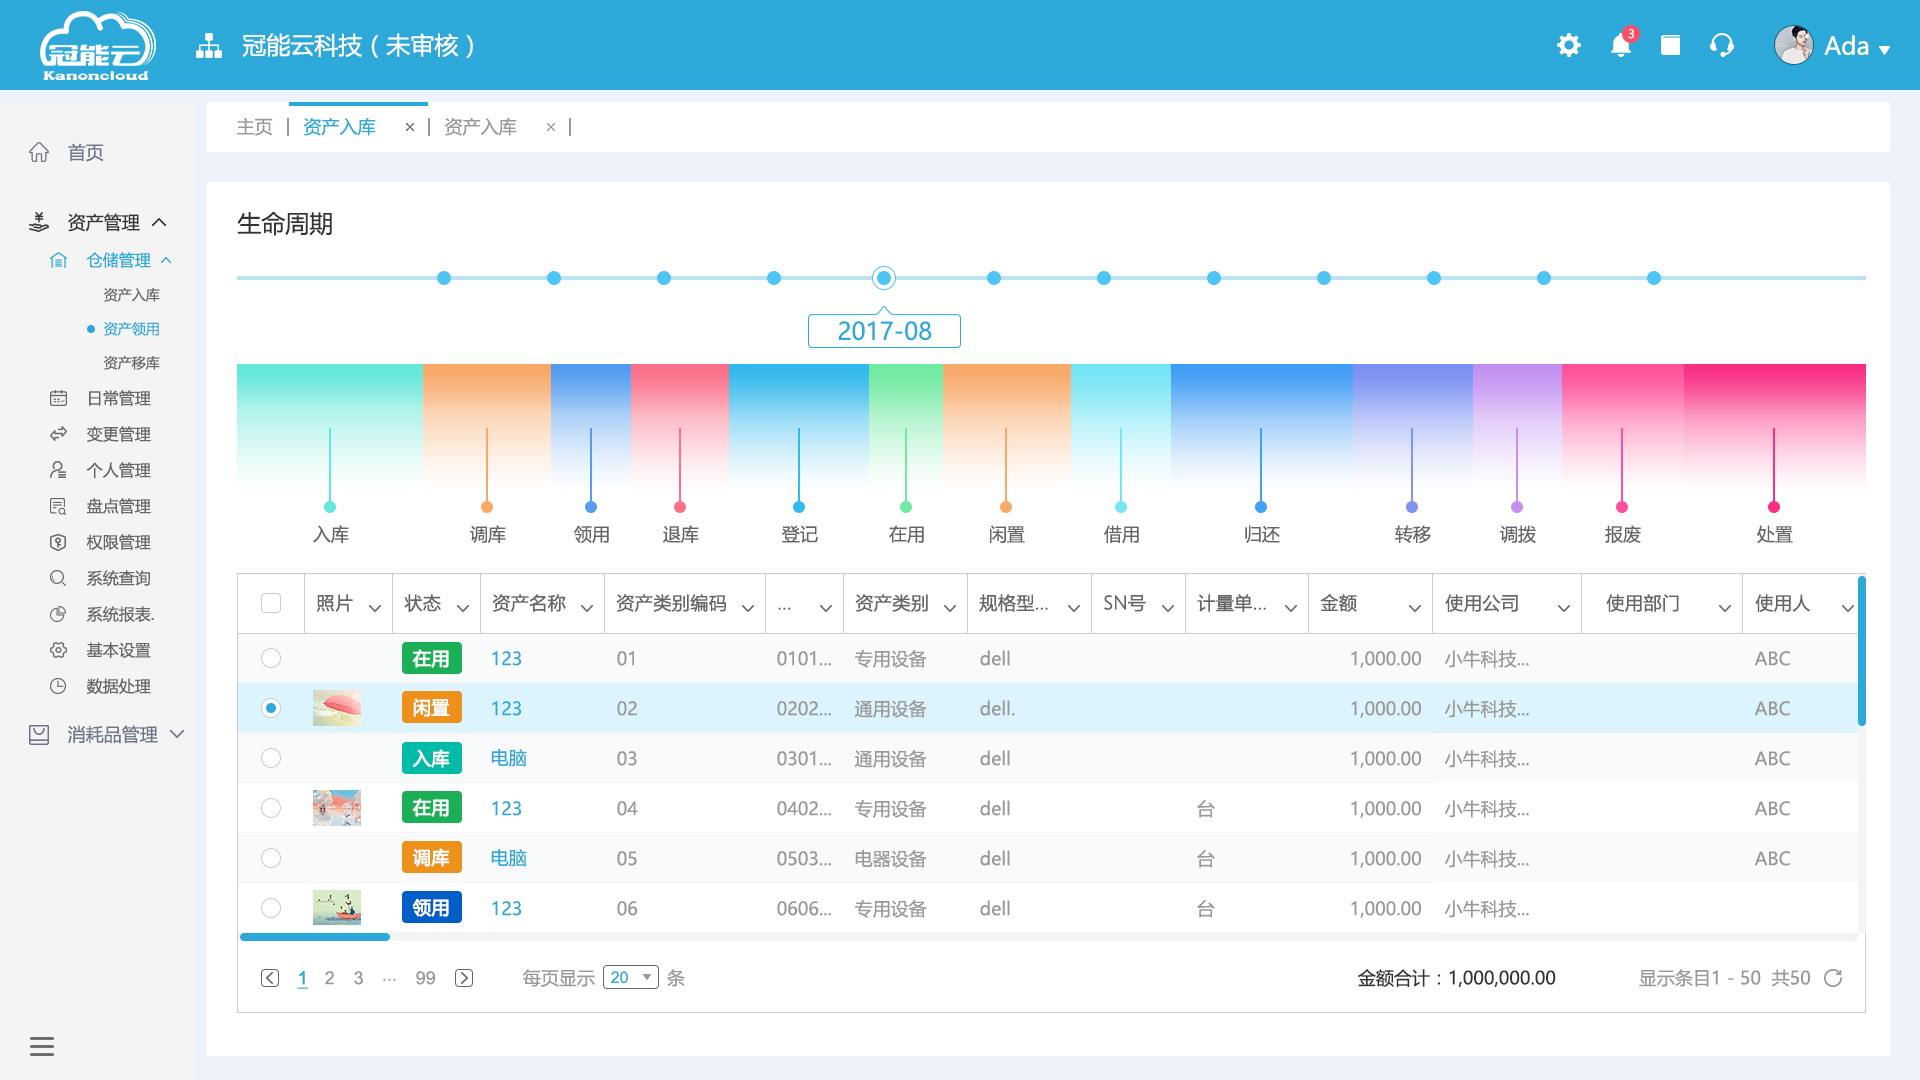 冠能云
Kanoncloud
冠能云科技（未审核）
3
Ada
主页 | 资产入库 × | 资产入库 × |
首页
资产管理
仓储管理
资产入库
资产领用
资产移库
日常管理
变更管理
个人管理
盘点管理
权限管理
系统查询
系统报表.
基本设置
数据处理
消耗品管理
生命周期
2017-08
入库 调库 领用 退库 登记 在用 闲置 借用 归还 转移 调拨 报废 处置
照片 状态 资产名称 资产类别编码 ... 资产类别 规格型... SN号 计量单... 金额 使用公司 使用部门 使用人
在用 123 01 0101... 专用设备 dell 1,000.00 小牛科技... ABC
闲置 123 02 0202... 通用设备 dell. 1,000.00 小牛科技... ABC
入库 电脑 03 0301... 通用设备 dell 1,000.00 小牛科技... ABC
在用 123 04 0402... 专用设备 dell 台 1,000.00 小牛科技... ABC
调库 电脑 05 0503... 电器设备 dell 台 1,000.00 小牛科技... ABC
领用 123 06 0606... 专用设备 dell 台 1,000.00 小牛科技...
1 2 3 ... 99 每页显示 20 条 金额合计：1,000,000.00 显示条目1 - 50 共50